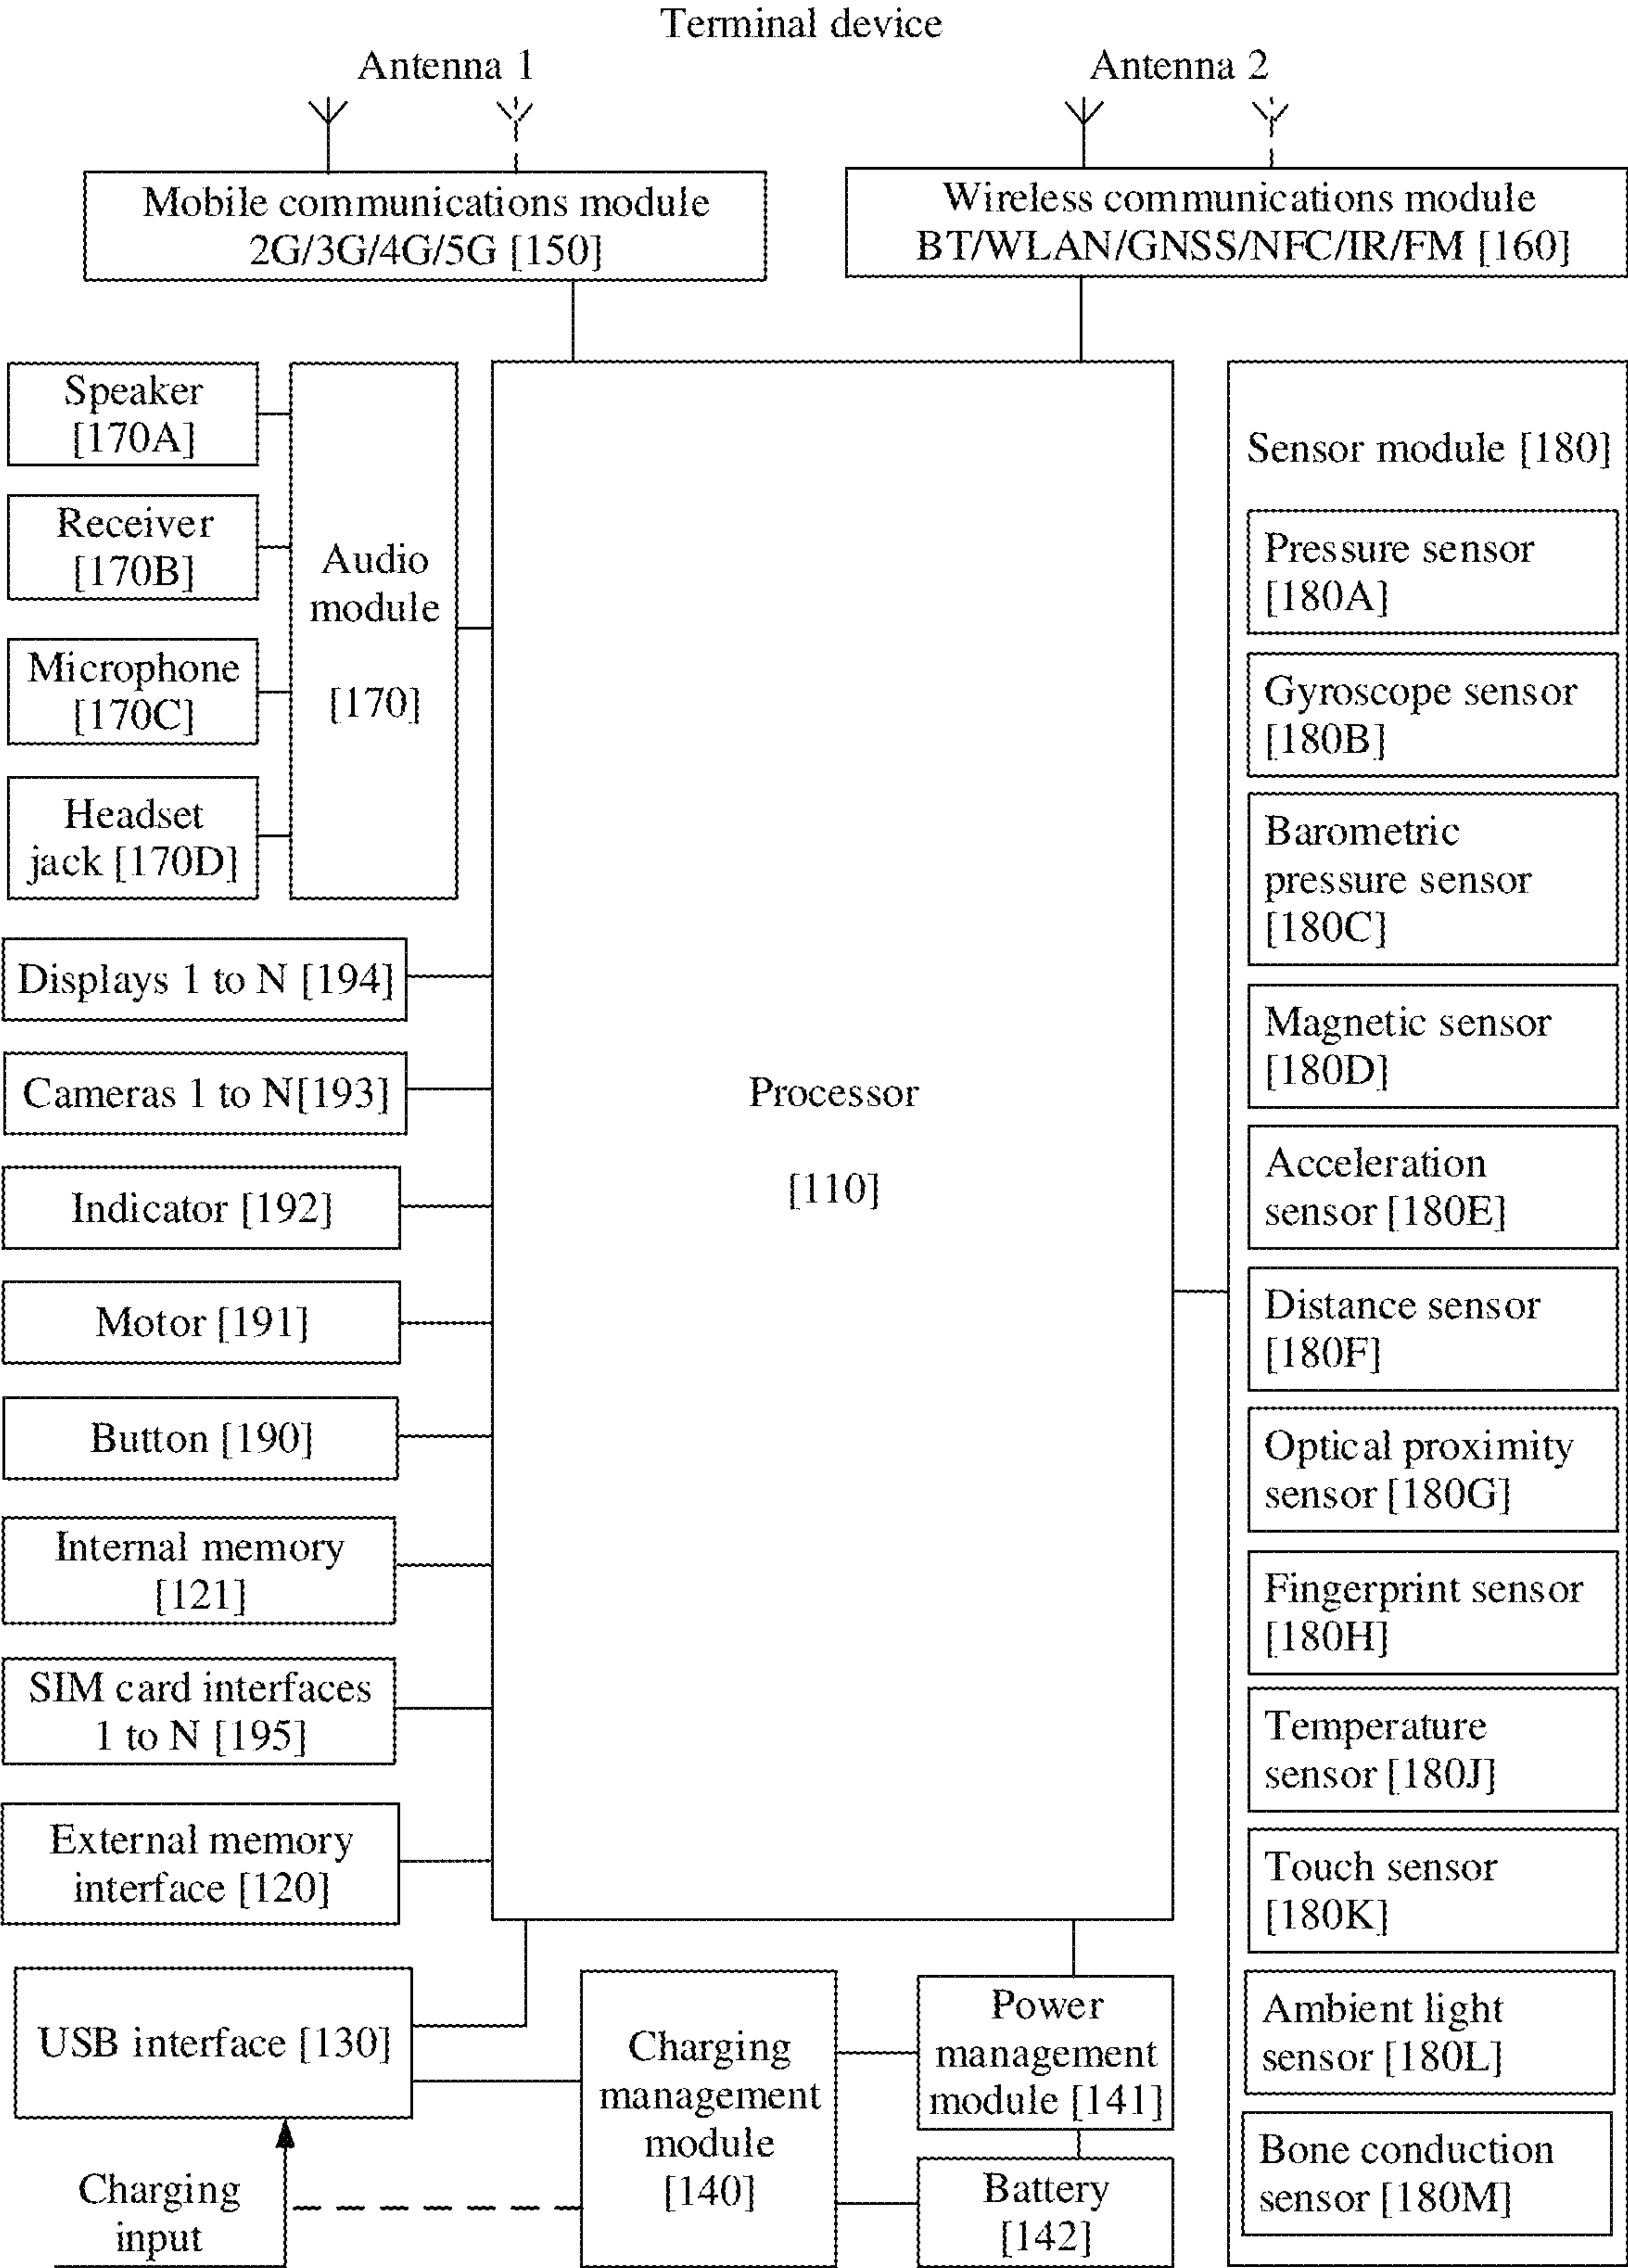 Terminal device
Antenna 1
Antenna 2
Mobile communications module
2G/3G/4G/5G [150]
Wireless communications module
BT/WLAN/GNSS/NFC/IR/FM [160]
Speaker
[170A]
Receiver
[170B]
Microphone
[170C]
Headset
jack [170D]
Audio
module
[170]
Displays 1 to N [194]
Cameras 1 to N[193]
Indicator [192]
Motor [191]
Button [190]
Internal memory
[121]
SIM card interfaces
1 to N [195]
External memory
interface [120]
Processor
[110]
Sensor module [180]
Pressure sensor
[180A]
Gyroscope sensor
[180B]
Barometric
pressure sensor
[180C]
Magnetic sensor
[180D]
Acceleration
sensor [180E]
Distance sensor
[180F]
Optical proximity
sensor [180G]
Fingerprint sensor
[180H]
Temperature
sensor [180J]
Touch sensor
[180K]
Ambient light
sensor [180L]
Bone conduction
sensor [180M]
USB interface [130]
Charging
input
Charging
management
module
[140]
Power
management
module [141]
Battery
[142]